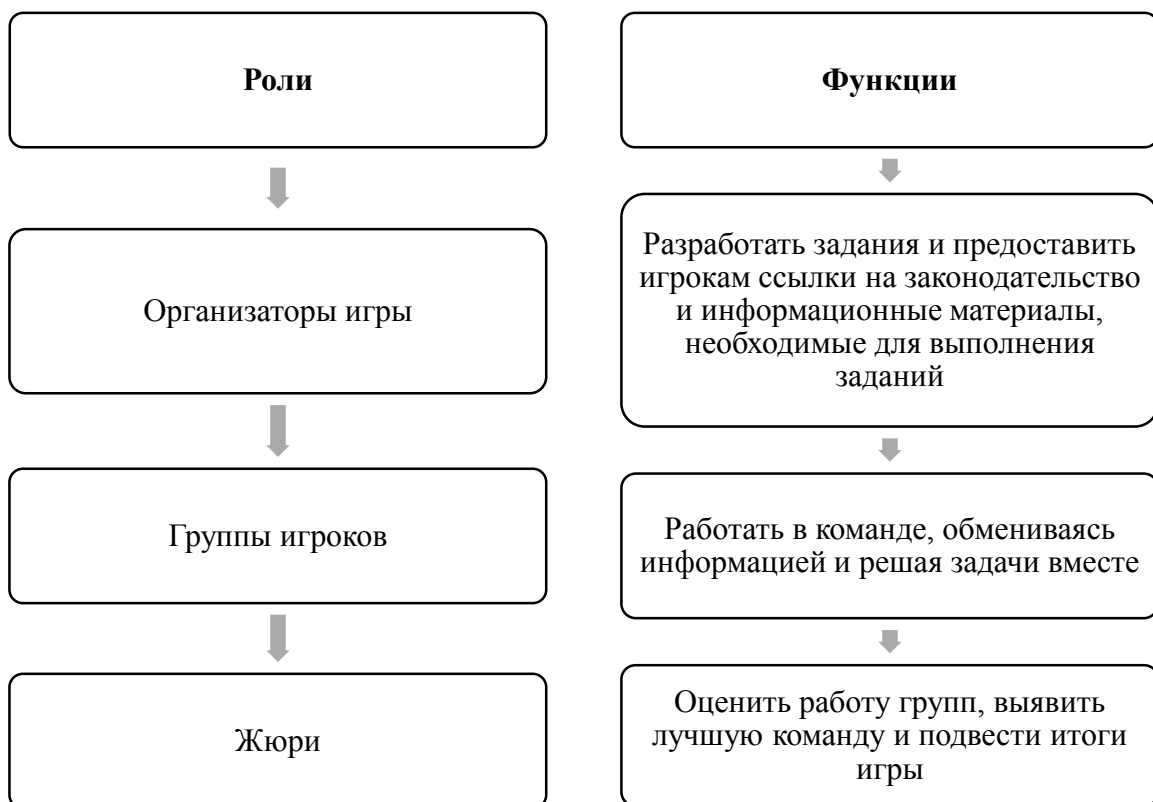 Роли
Функции
Организаторы игры
Разработать задания и предоставить
игрокам ссылки на законодательство
и информационные материалы,
необходимые для выполнения
заданий
Группы игроков
Работать в команде, обмениваясь
информацией и решая задачи вместе
Жюри
Оценить работу групп, выявить
лучшую команду и подвести итоги
игры